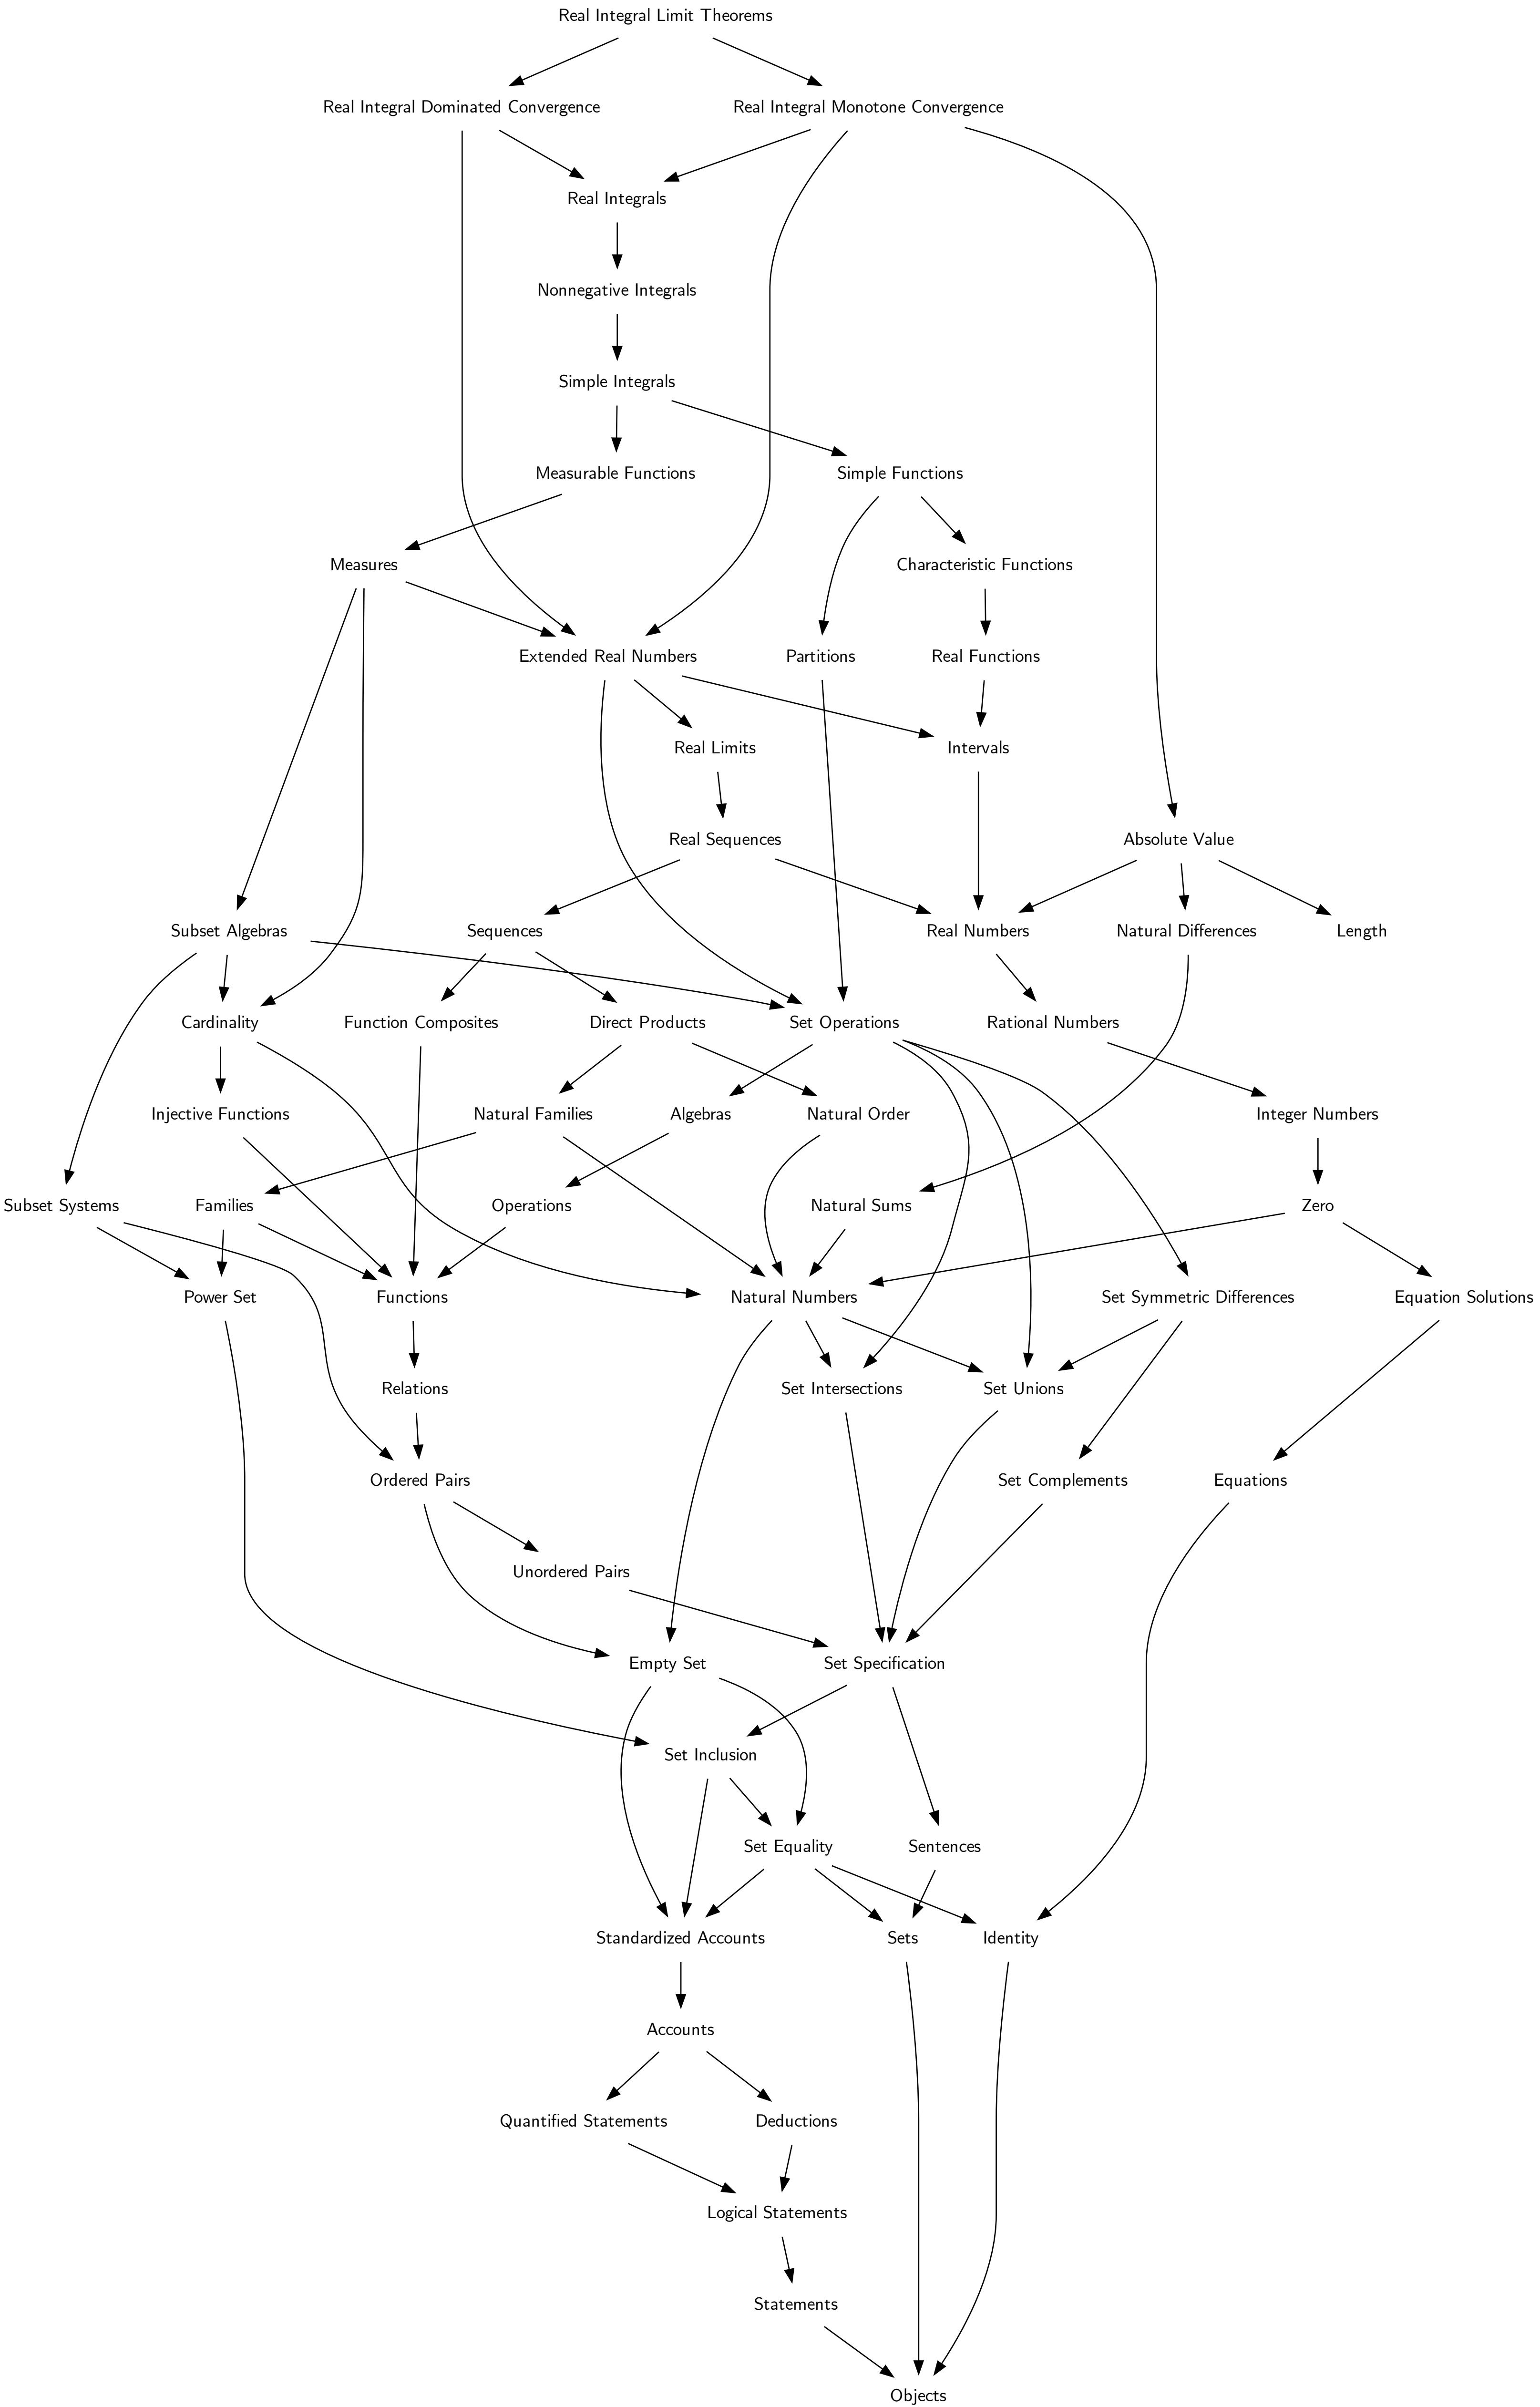 Real Integral Limit Theorems
Real Integral Dominated Convergence
Real Integral Monotone Convergence
Real Integrals
Nonnegative Integrals
Simple Integrals
Measurable Functions
Simple Functions
Measures
Characteristic Functions
Extended Real Numbers
Partitions
Real Functions
Real Limits
Intervals
Real Sequences
Absolute Value
Subset Algebras
Sequences
Real Numbers
Natural Differences
Length
Cardinality
Function Composites
Direct Products
Set Operations
Rational Numbers
Injective Functions
Natural Families
Algebras
Natural Order
Integer Numbers
Subset Systems
Families
Operations
Natural Sums
Zero
Power Set
Functions
Natural Numbers
Set Symmetric Differences
Equation Solutions
Relations
Set Intersections
Set Unions
Ordered Pairs
Set Complements
Equations
Unordered Pairs
Empty Set
Set Specification
Set Inclusion
Set Equality
Sentences
Standardized Accounts
Sets
Identity
Accounts
Quantified Statements
Deductions
Logical Statements
Statements
Objects